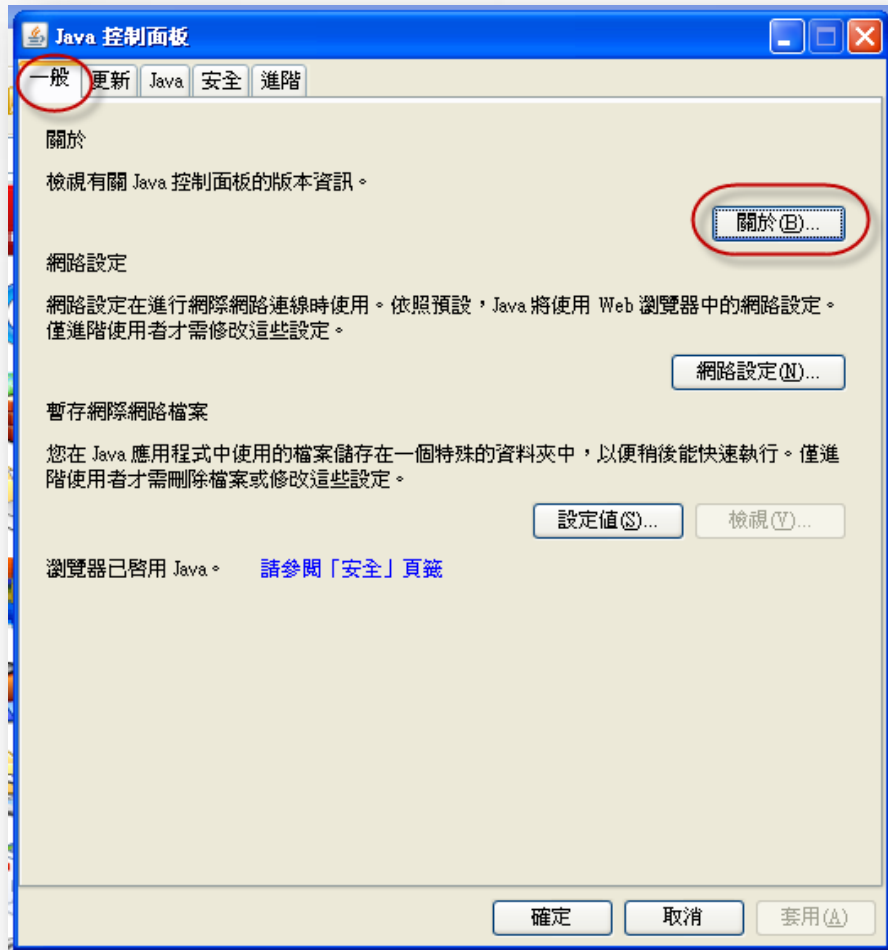 Java 控制面板
一般 更新 Java 安全 進階
關於
檢視有關 Java 控制面板的版本資訊。
關於(B)...
網路設定
網路設定在進行網際網路連線時使用。依照預設，Java 將使用 Web 瀏覽器中的網路設定。
僅進階使用者才需修改這些設定。
網路設定(N)...
暫存網際網路檔案
您在 Java 應用程式中使用的檔案儲存在一個特殊的資料夾中，以便稍後能快速執行。僅進
階使用者才需刪除檔案或修改這些設定。
設定值(S)... 檢視(V)...
瀏覽器已啟用 Java。 請參閱「安全」頁籤
確定 取消 套用(A)